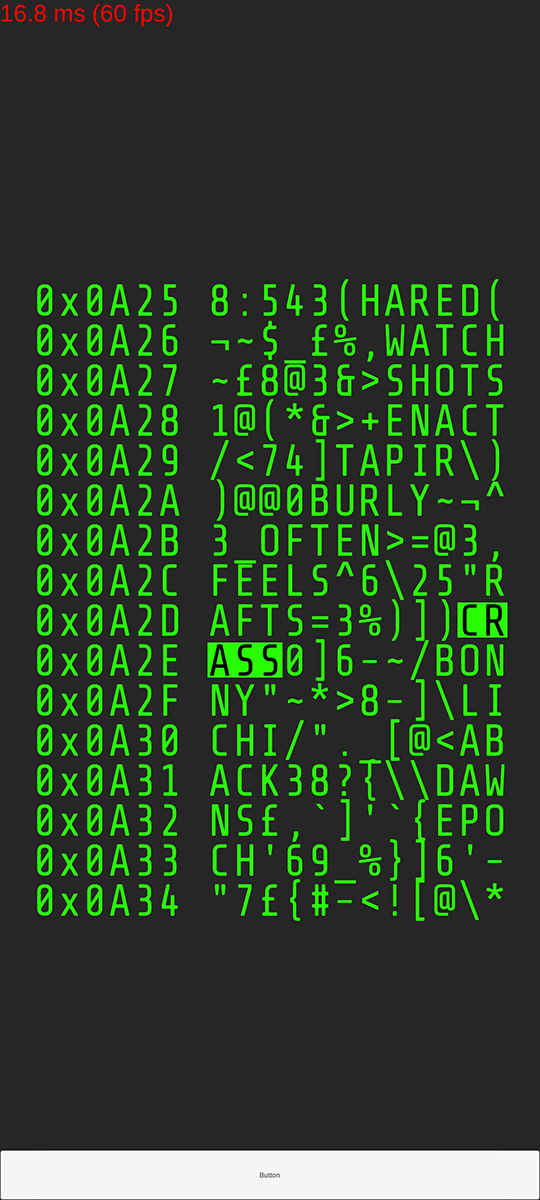 16.8 ms (60 fps)
0x0A25 8:543(HARED(
0x0A26 ¬~$_£%,WATCH
0x0A27 ~£8@3&>SHOTS
0x0A28 1@(*&>+ENACT
0x0A29 /<74]TAPIR\)
0x0A2A )@@0BURLY~¬^
0x0A2B 3_OFTEN>=@3,
0x0A2C FEELS^6\25"R
0x0A2D AFTS=3%)])CR
0x0A2E ASS0]6-~/BON
0x0A2F NY"~*>8-]\LI
0x0A30 CHI/"._[@<AB
0x0A31 ACK38?{\\DAW
0x0A32 NS£,`]'`{EPO
0x0A33 CH'69_%}]6'-
0x0A34 "7£{#-<![@\*
Button